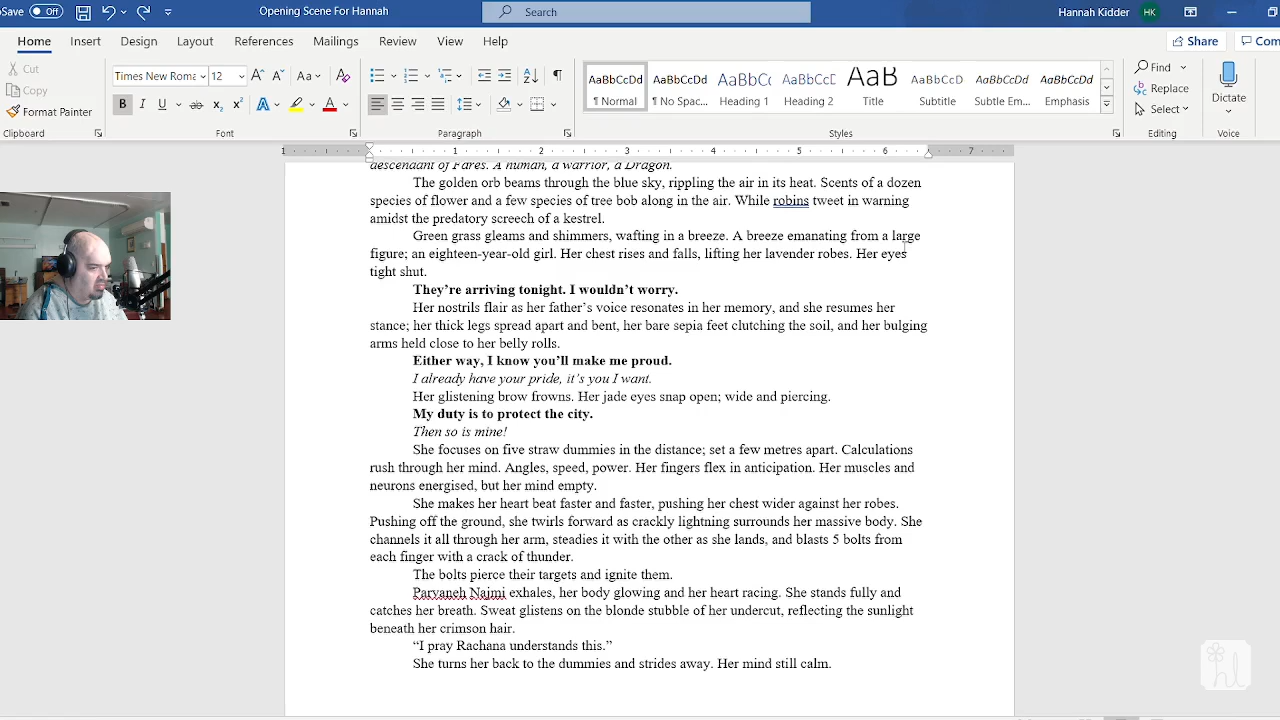 oSave Off Opening Scene For Hannah Search Hannah Kidder HK
Home Insert Design Layout References Mailings Review View Help Share Com
Cut
Copy
Format Painter
Times New Roma 12
Aa
B I U ab x₂ x² A A
AaBbCcDd AaBbCcDd AaBbC( AaBbCcE AaB AaBbCcD AaBbCcDd AaBbCcDd
¶ Normal ¶ No Spac... Heading 1 Heading 2 Title Subtitle Subtle Em... Emphasis
Find
Replace
Select
Dictate
Clipboard Font Paragraph Styles Editing Voice
1 1 2 3 4 5 6 7
descendant of Fares. A human, a warrior, a Dragon.
The golden orb beams through the blue sky, rippling the air in its heat. Scents of a dozen
species of flower and a few species of tree bob along in the air. While robins tweet in warning
amidst the predatory screech of a kestrel.
Green grass gleams and shimmers, wafting in a breeze. A breeze emanating from a large
figure; an eighteen-year-old girl. Her chest rises and falls, lifting her lavender robes. Her eyes
tight shut.
They’re arriving tonight. I wouldn’t worry.
Her nostrils flair as her father’s voice resonates in her memory, and she resumes her
stance; her thick legs spread apart and bent, her bare sepia feet clutching the soil, and her bulging
arms held close to her belly rolls.
Either way, I know you’ll make me proud.
I already have your pride, it’s you I want.
Her glistening brow frowns. Her jade eyes snap open; wide and piercing.
My duty is to protect the city.
Then so is mine!
She focuses on five straw dummies in the distance; set a few metres apart. Calculations
rush through her mind. Angles, speed, power. Her fingers flex in anticipation. Her muscles and
neurons energised, but her mind empty.
She makes her heart beat faster and faster, pushing her chest wider against her robes.
Pushing off the ground, she twirls forward as crackly lightning surrounds her massive body. She
channels it all through her arm, steadies it with the other as she lands, and blasts 5 bolts from
each finger with a crack of thunder.
The bolts pierce their targets and ignite them.
Parvaneh Najmi exhales, her body glowing and her heart racing. She stands fully and
catches her breath. Sweat glistens on the blonde stubble of her undercut, reflecting the sunlight
beneath her crimson hair.
“I pray Rachana understands this.”
She turns her back to the dummies and strides away. Her mind still calm.
hl